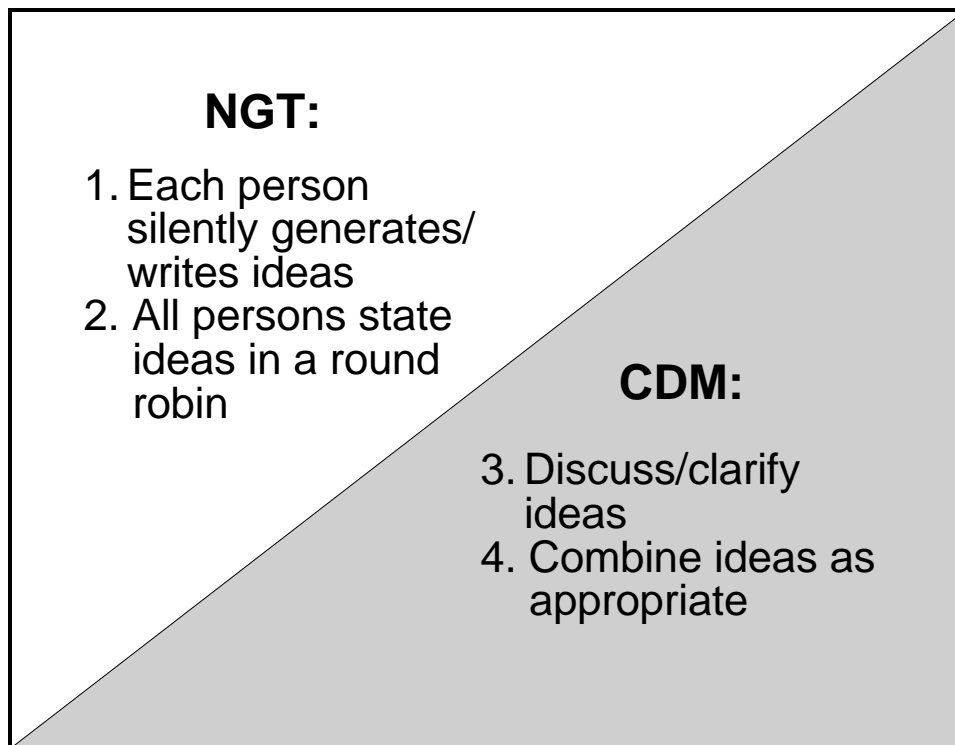 NGT:
1. Each person
silently generates/
writes ideas
2. All persons state
ideas in a round
robin
CDM:
3. Discuss/clarify
ideas
4. Combine ideas as
appropriate